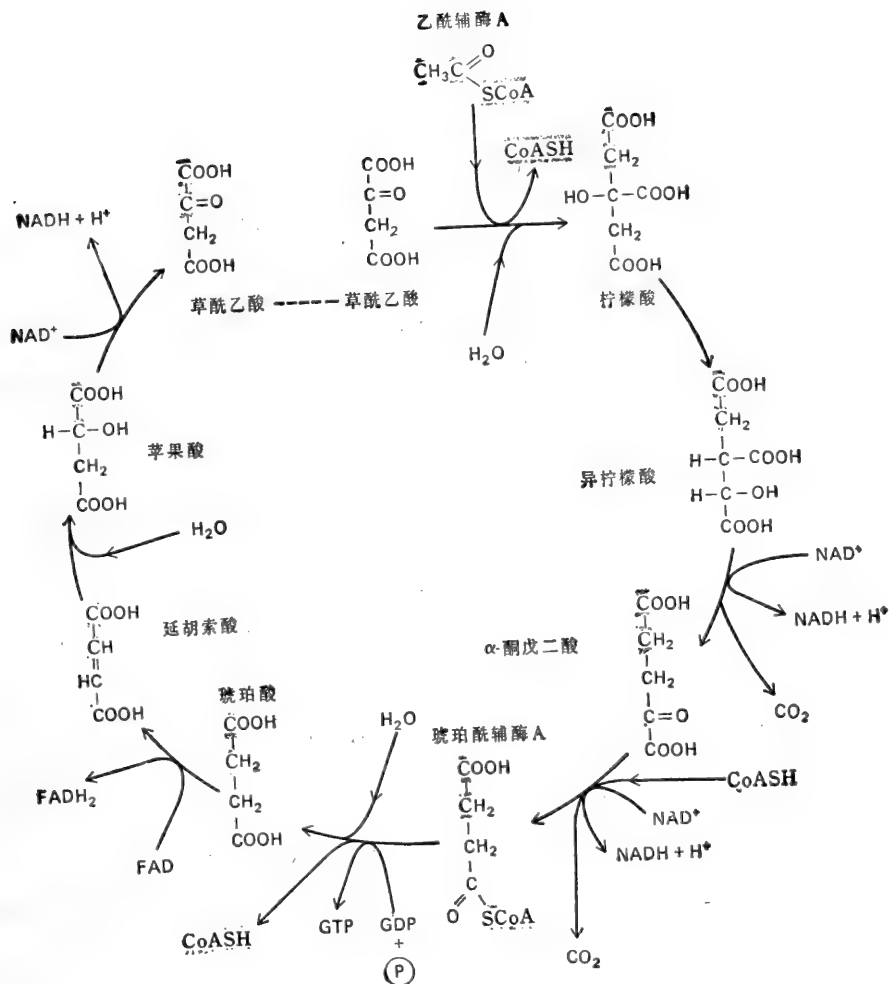 乙酰辅酶A
O
CH₃C
SCoA
CoASH
COOH
CH₂
HO-C-COOH
CH₂
COOH
柠檬酸
COOH
C=O
CH₂
COOH
草酰乙酸
COOH
C=O
CH₂
COOH
草酰乙酸
H₂O
NADH + H⁺
NAD⁺
COOH
H-C-OH
CH₂
COOH
苹果酸
H₂O
COOH
CH₂
H-C-COOH
H-C-OH
COOH
异柠檬酸
NAD⁺
NADH + H⁺
CO₂
COOH
CH₂
CH₂
C=O
COOH
α-酮戊二酸
CoASH
NAD⁺
NADH + H⁺
CO₂
琥珀酰辅酶A
COOH
CH₂
CH₂
C
O
SCoA
H₂O
GTP
GDP
+
P
CoASH
琥珀酸
COOH
CH₂
CH₂
COOH
FADH₂
FAD
延胡索酸
COOH
CH
HC
COOH